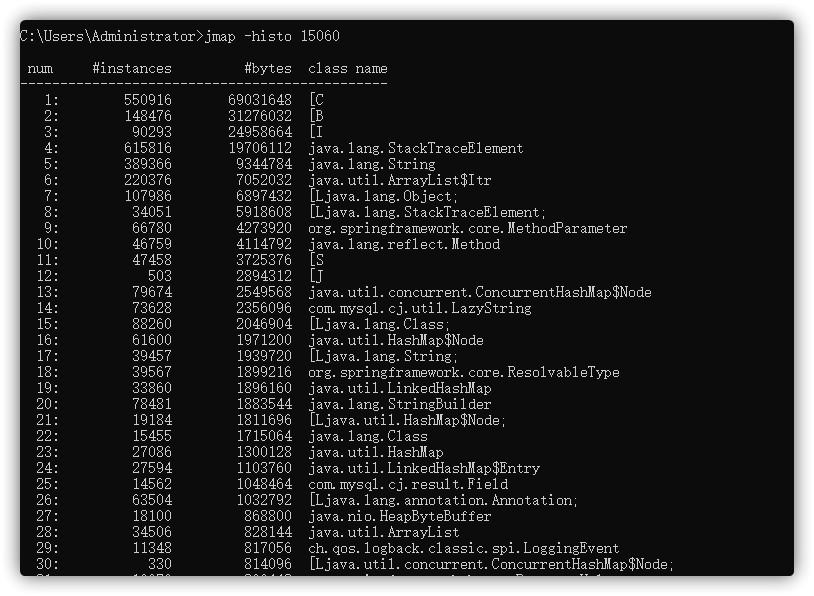 C:\Users\Administrator>jmap -histo 15060
num #instances #bytes class name
----------------------------------------------
1: 550916 69031648 [C
2: 148476 31276032 [B
3: 90293 24958664 [I
4: 615816 19706112 java.lang.StackTraceElement
5: 389366 9344784 java.lang.String
6: 220376 7052032 java.util.ArrayList$Itr
7: 107986 6897432 [Ljava.lang.Object;
8: 34051 5918608 [Ljava.lang.StackTraceElement;
9: 66780 4273920 org.springframework.core.MethodParameter
10: 46759 4114792 java.lang.reflect.Method
11: 47458 3725376 [S
12: 503 2894312 [J
13: 79674 2549568 java.util.concurrent.ConcurrentHashMap$Node
14: 73628 2356096 com.mysql.cj.util.LazyString
15: 88260 2046904 [Ljava.lang.Class;
16: 61600 1971200 java.util.HashMap$Node
17: 39457 1939720 [Ljava.lang.String;
18: 39567 1899216 org.springframework.core.ResolvableType
19: 33860 1896160 java.util.LinkedHashMap
20: 78481 1883544 java.lang.StringBuilder
21: 19184 1811696 [Ljava.util.HashMap$Node;
22: 15455 1715064 java.lang.Class
23: 27086 1300128 java.util.HashMap
24: 27594 1103760 java.util.LinkedHashMap$Entry
25: 14562 1048464 com.mysql.cj.result.Field
26: 63504 1032792 [Ljava.lang.annotation.Annotation;
27: 18100 868800 java.nio.HeapByteBuffer
28: 34506 828144 java.util.ArrayList
29: 11348 817056 ch.qos.logback.classic.spi.LoggingEvent
30: 330 814096 [Ljava.util.concurrent.ConcurrentHashMap$Node;